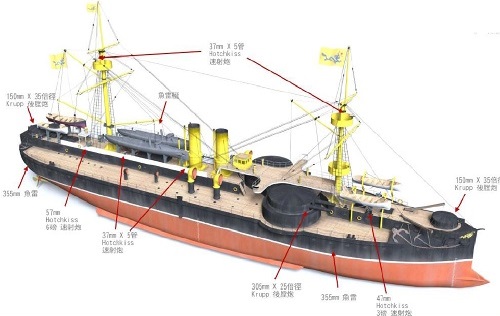 37mm X 5管
Hotchkiss
速射炮
150mm X 35倍徑
Krupp 後膛炮
魚雷艇
355mm 魚雷
57mm
Hotchkiss
6磅 速射炮
37mm X 5管
Hotchkiss
速射炮
305mm X 25倍徑
Krupp 後膛炮
355mm 魚雷
47mm
Hotchkiss
3磅 速射炮
150mm X 35倍徑
Krupp 後膛炮